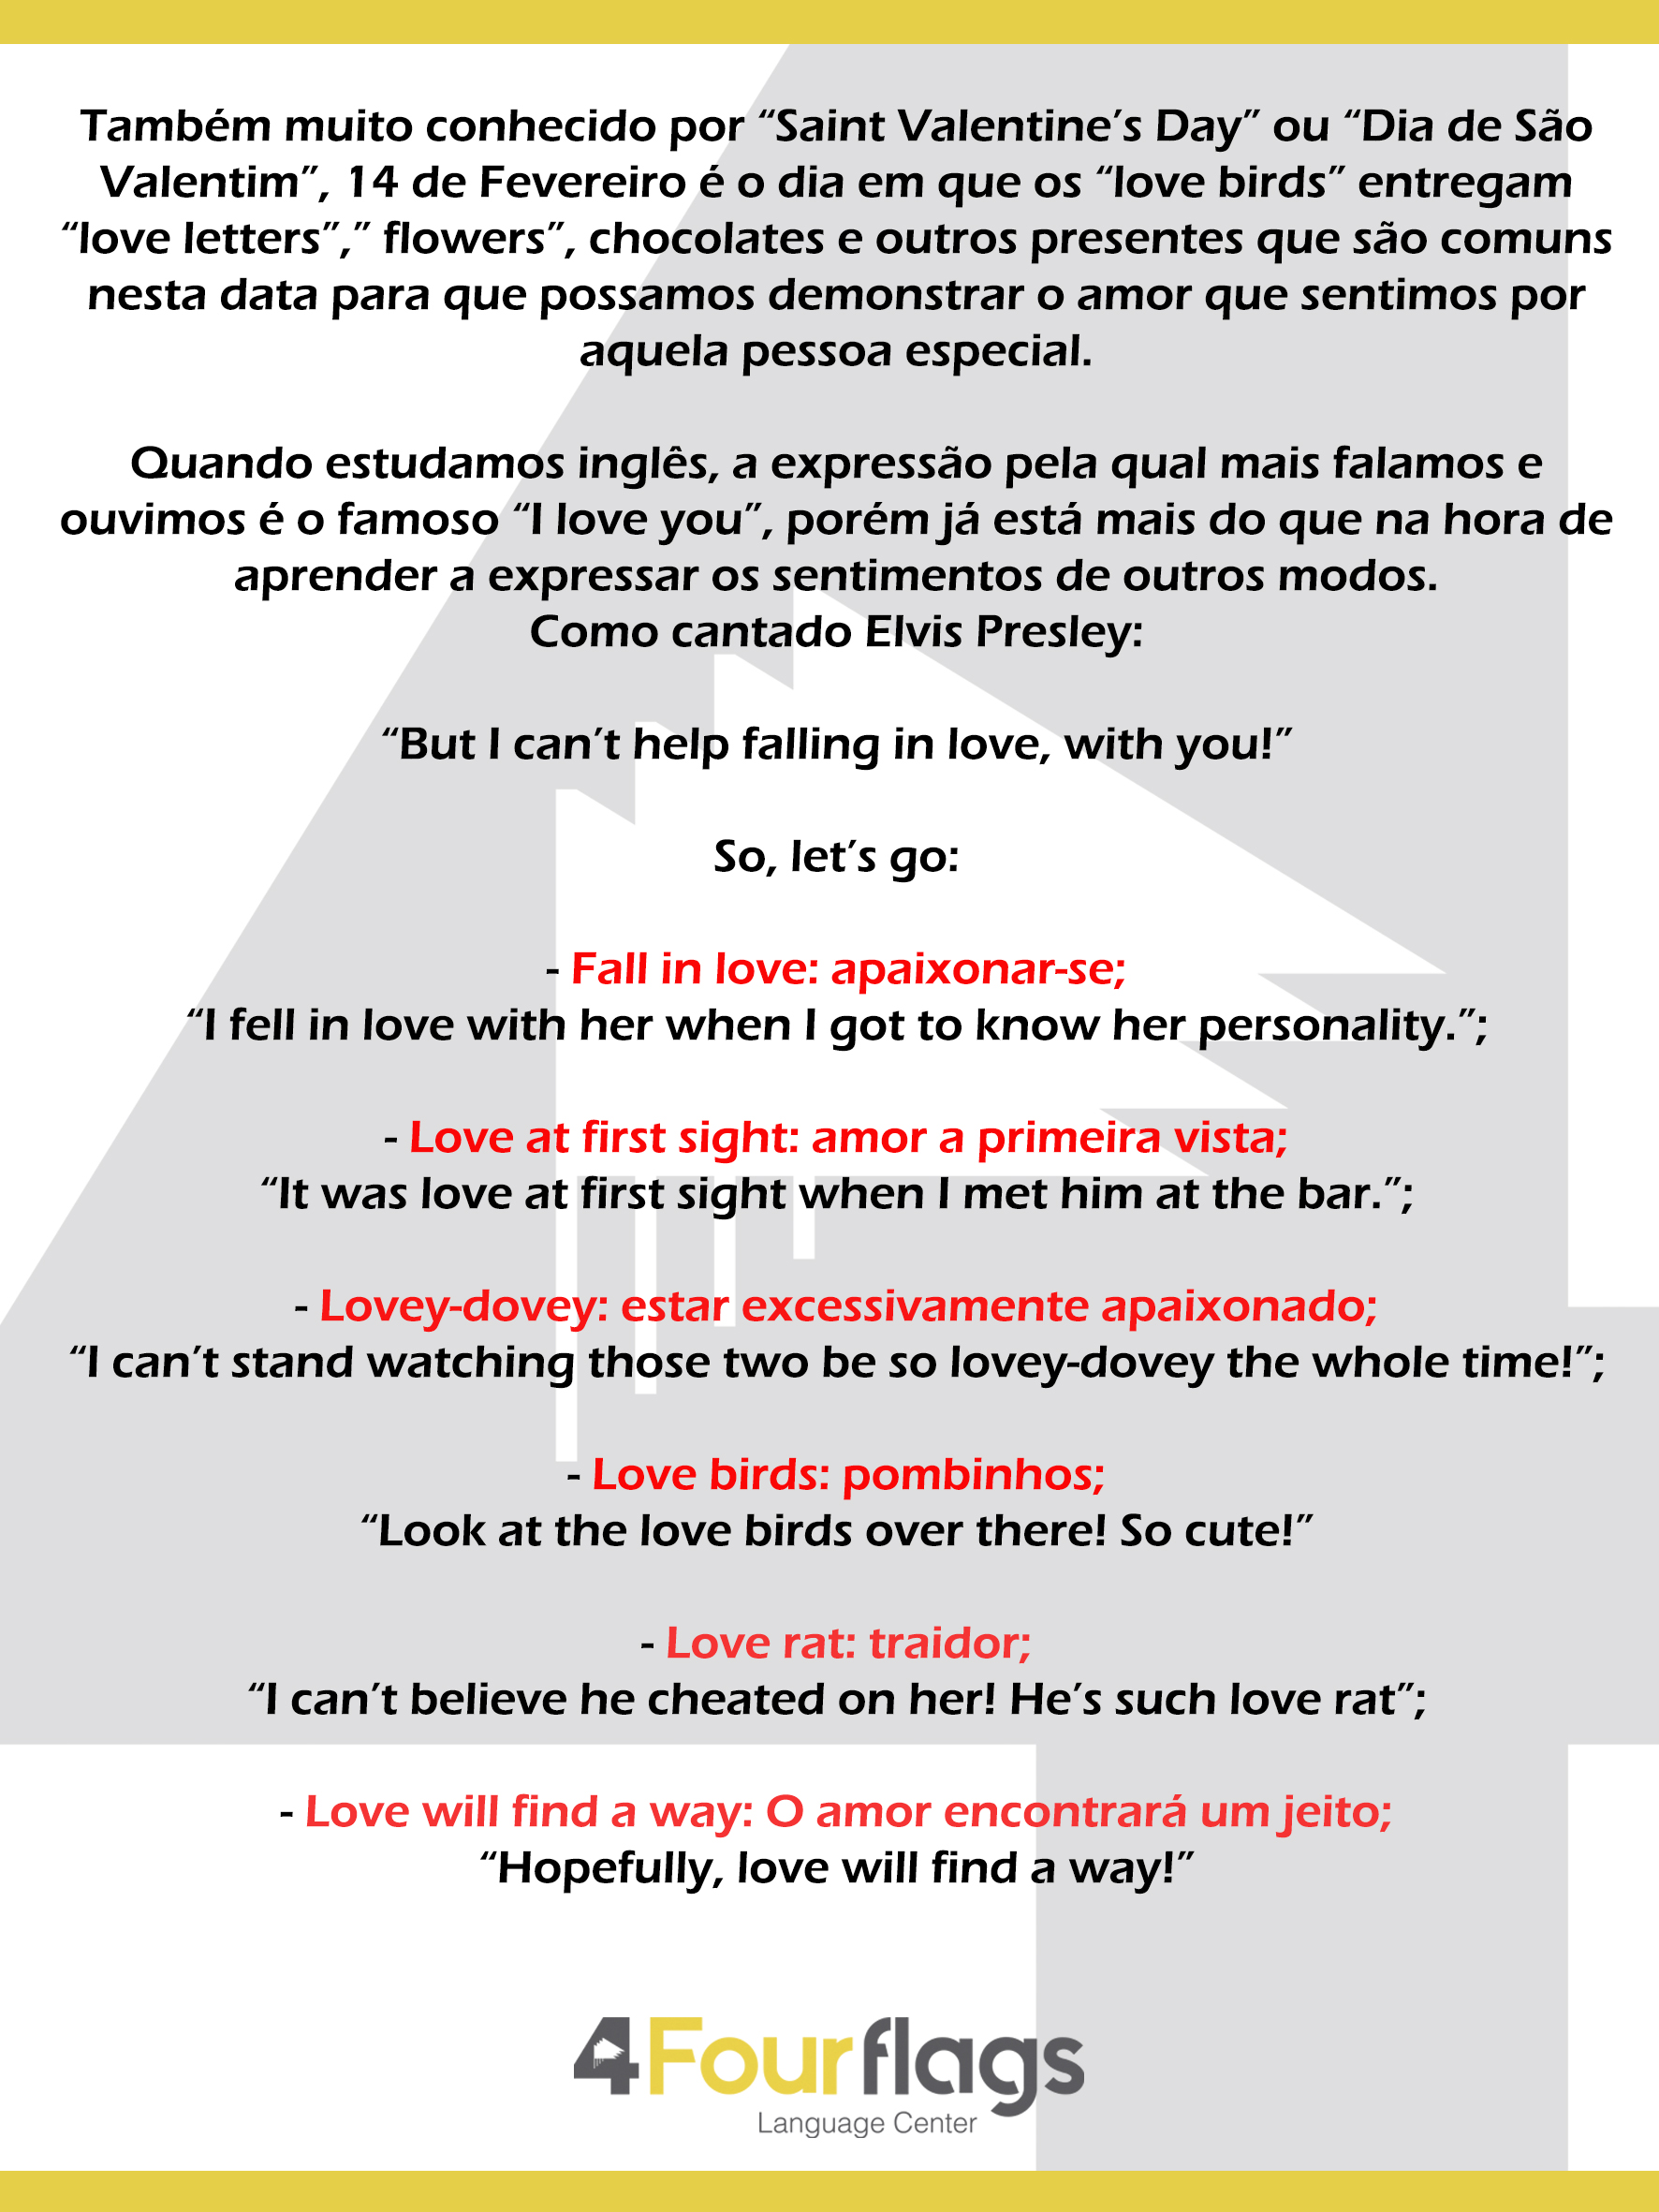 Também muito conhecido por “Saint Valentine’s Day” ou “Dia de São
Valentim”, 14 de Fevereiro é o dia em que os “love birds” entregam
“love letters”,” flowers”, chocolates e outros presentes que são comuns
nesta data para que possamos demonstrar o amor que sentimos por
aquela pessoa especial.
Quando estudamos inglês, a expressão pela qual mais falamos e
ouvimos é o famoso “I love you”, porém já está mais do que na hora de
aprender a expressar os sentimentos de outros modos.
Como cantado Elvis Presley:
“But I can’t help falling in love, with you!”
So, let’s go:
- Fall in love: apaixonar-se;
“I fell in love with her when I got to know her personality.”;
- Love at first sight: amor a primeira vista;
“It was love at first sight when I met him at the bar.”;
- Lovey-dovey: estar excessivamente apaixonado;
“I can’t stand watching those two be so lovey-dovey the whole time!”;
- Love birds: pombinhos;
“Look at the love birds over there! So cute!”
- Love rat: traidor;
“I can’t believe he cheated on her! He’s such love rat”;
- Love will find a way: O amor encontrará um jeito;
“Hopefully, love will find a way!”
4 Fourflags
Language Center